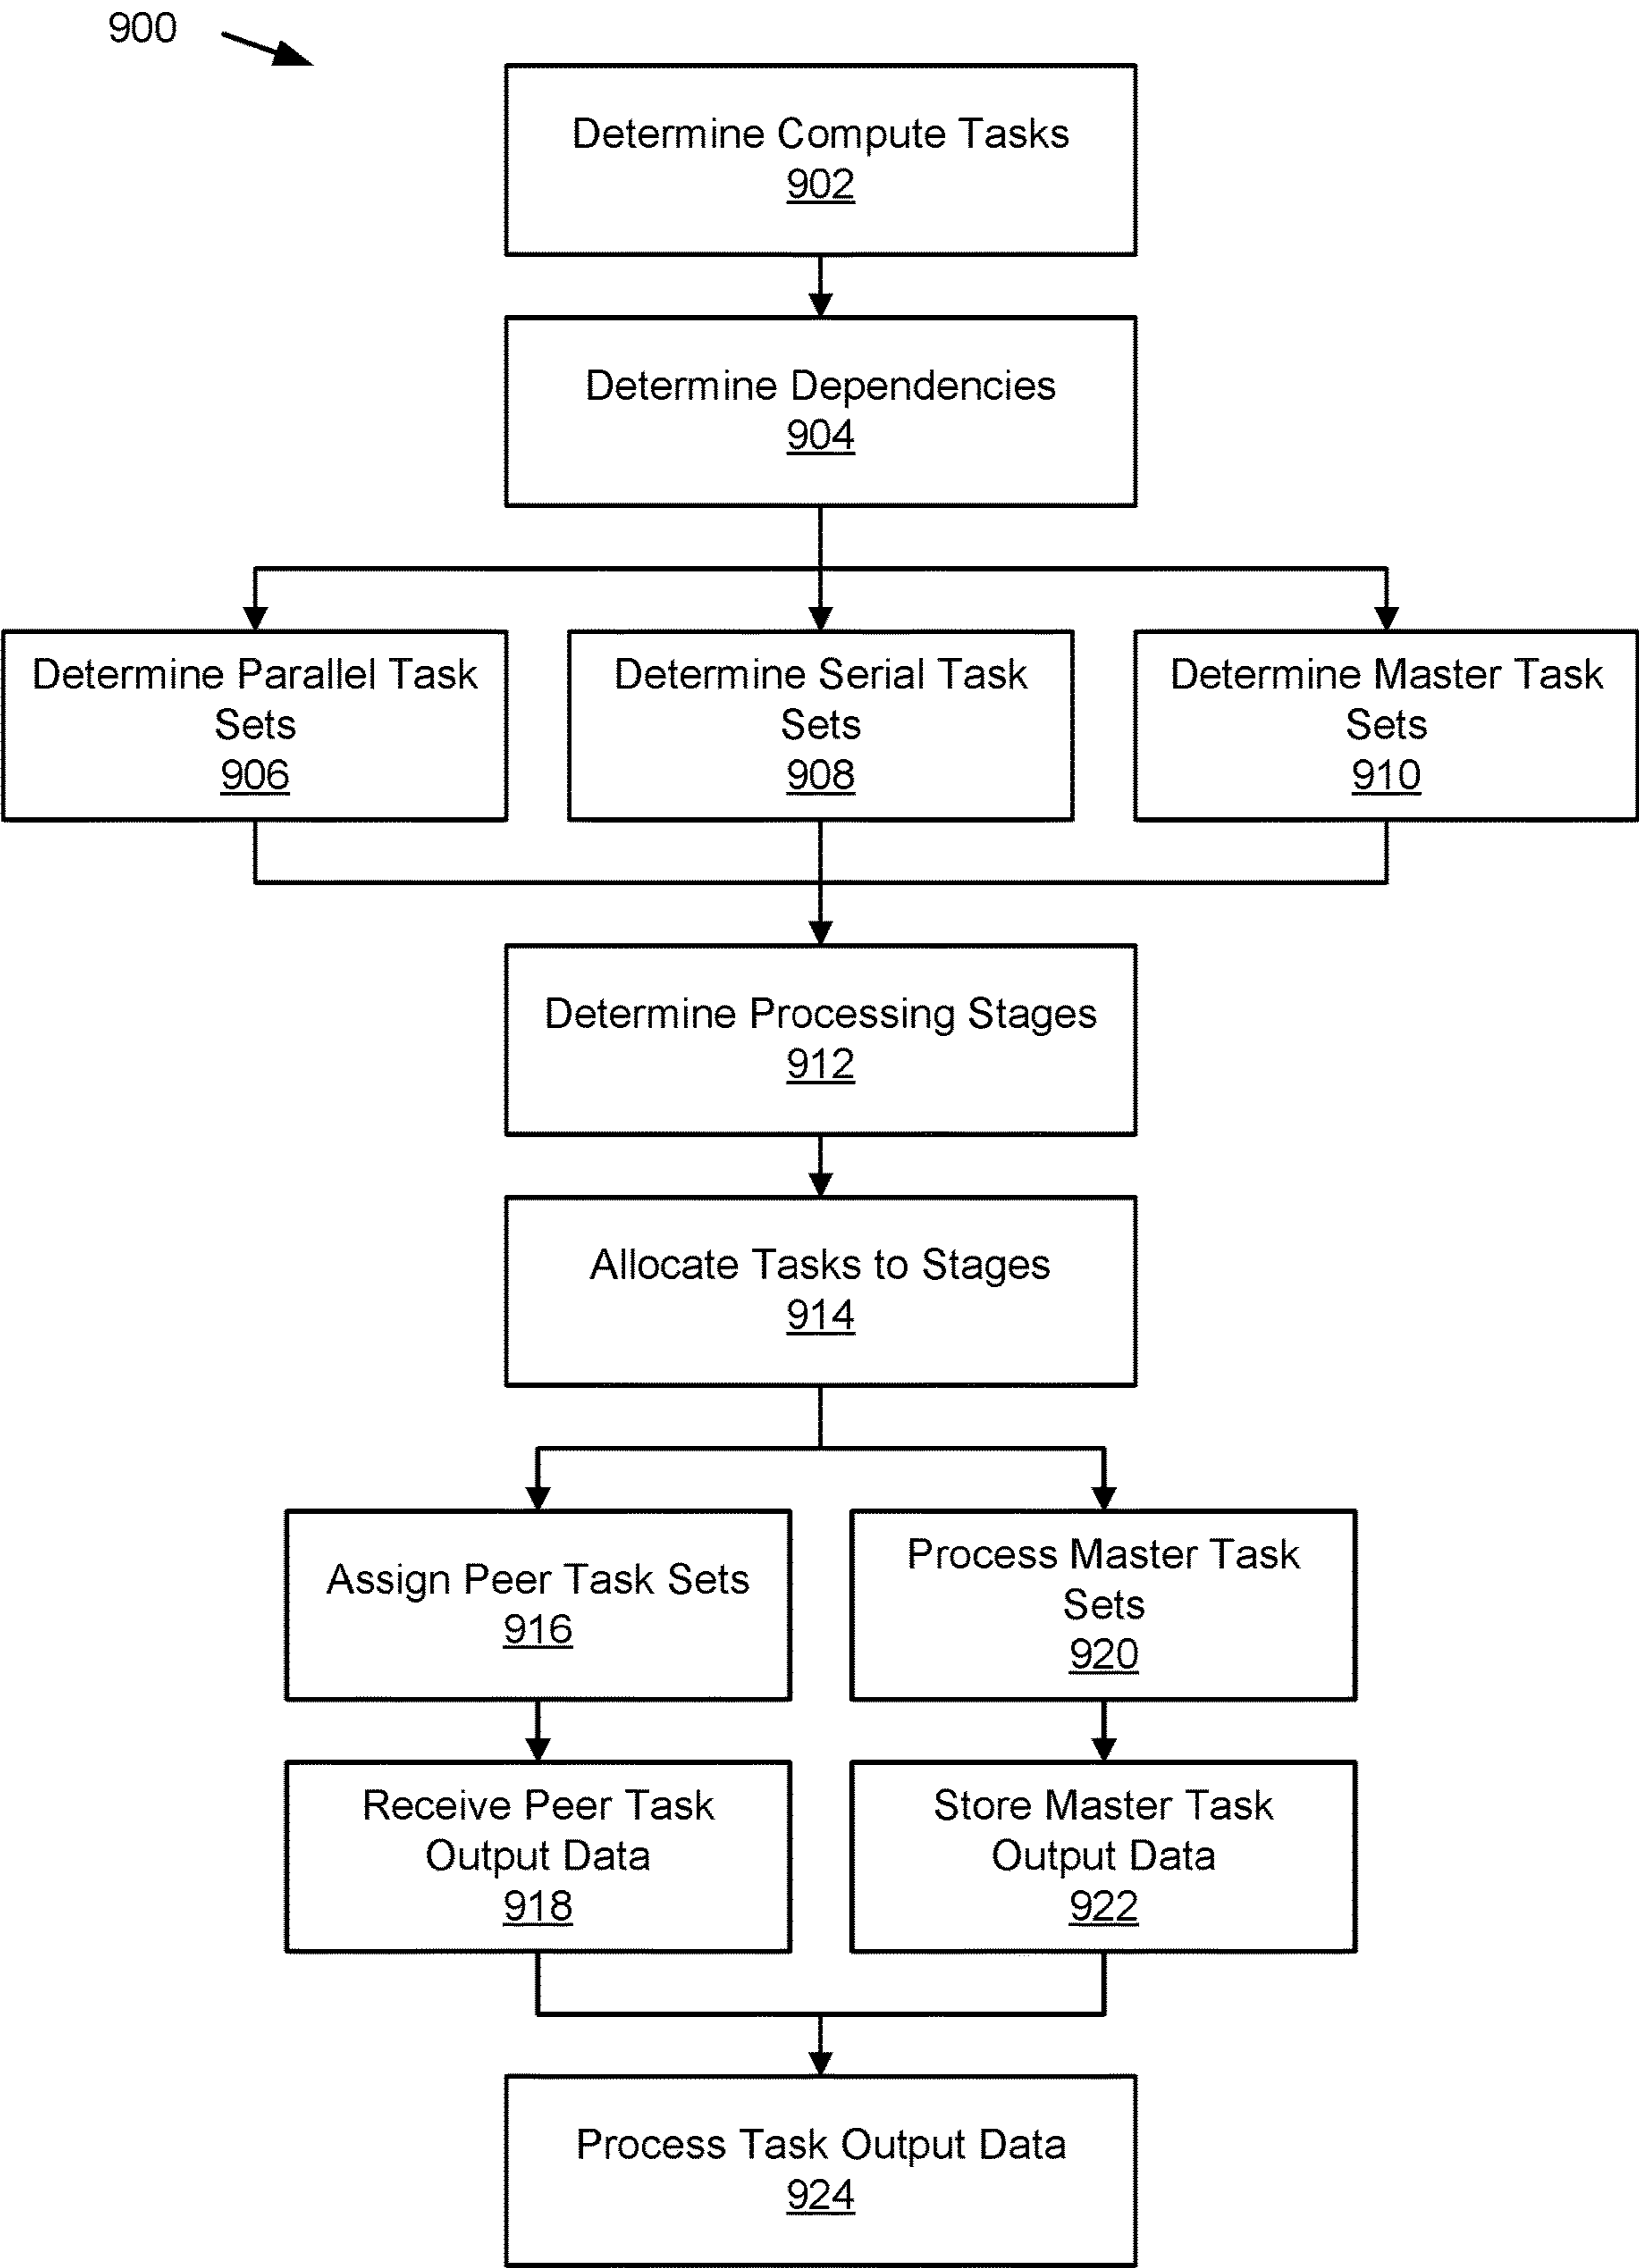 900
Determine Compute Tasks
902
Determine Dependencies
904
Determine Parallel Task
Sets
906
Determine Serial Task
Sets
908
Determine Master Task
Sets
910
Determine Processing Stages
912
Allocate Tasks to Stages
914
Assign Peer Task Sets
916
Process Master Task
Sets
920
Receive Peer Task
Output Data
918
Store Master Task
Output Data
922
Process Task Output Data
924